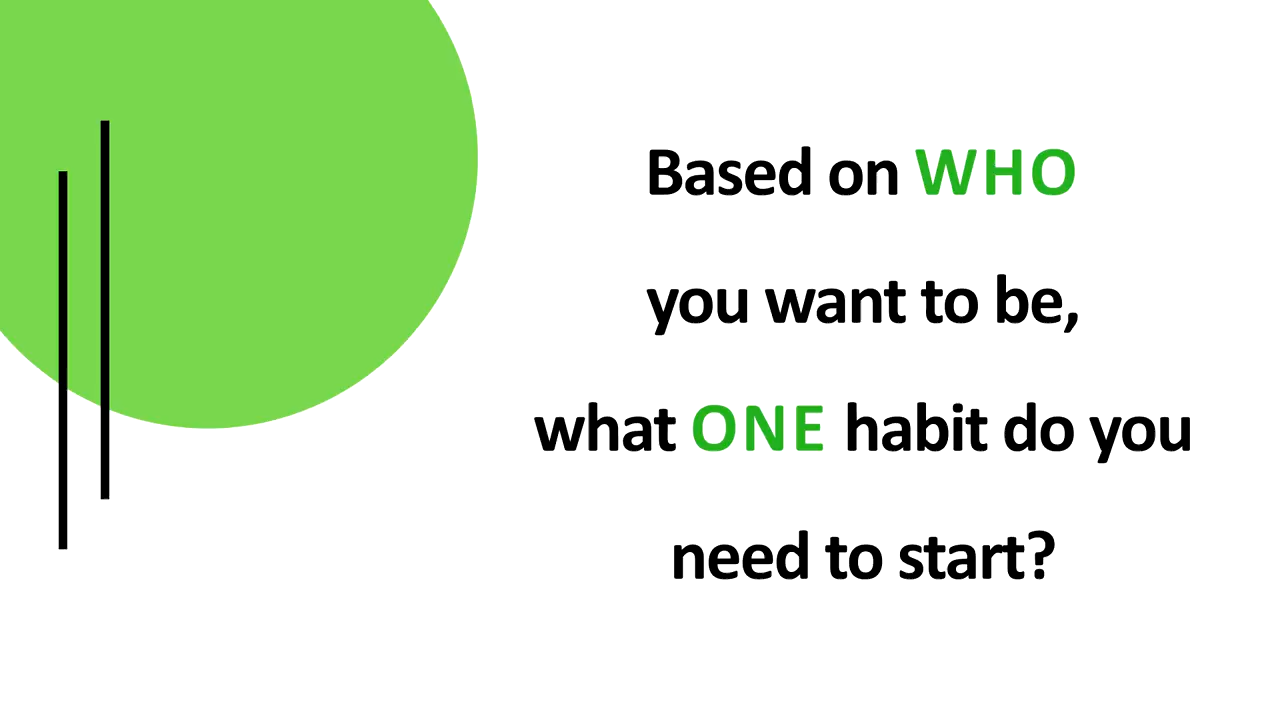 Based on WHO
you want to be,
what ONE habit do you
need to start?